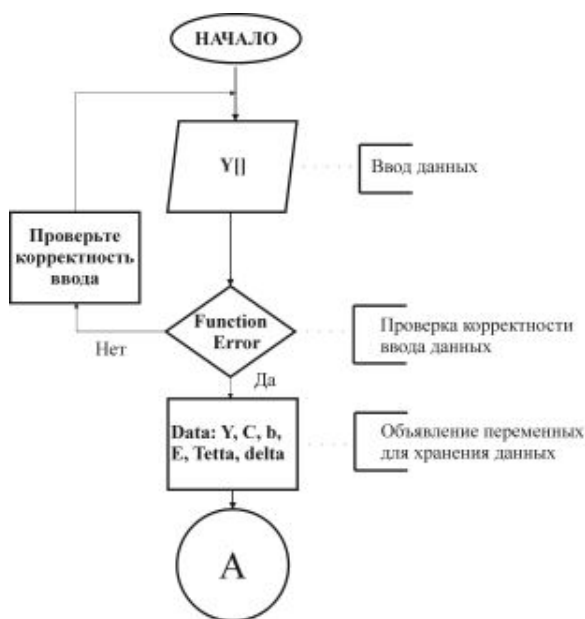 НАЧАЛО
Y[]
Ввод данных
Проверьте
корректность
ввода
Function
Error
Проверка корректности
ввода данных
Нет
Да
Data: Y, C, b,
E, Tetta, delta
Объявление переменных
для хранения данных
A